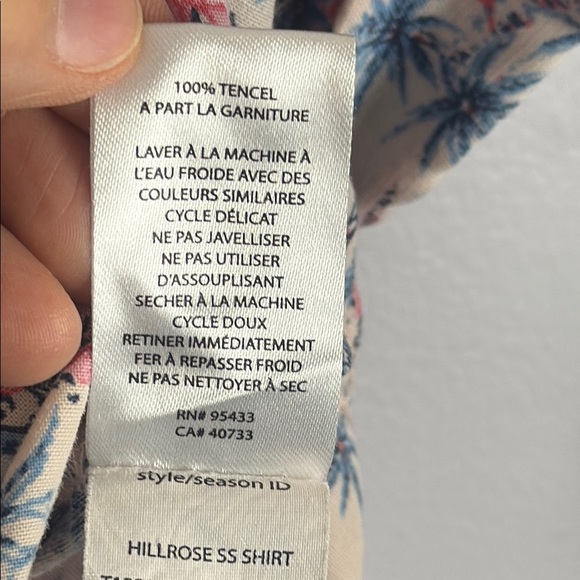 100% TENCEL
A PART LA GARNITURE
LAVER À LA MACHINE À
L'EAU FROIDE AVEC DES
COULEURS SIMILAIRES
CYCLE DÉLICAT
NE PAS JAVELLISER
NE PAS UTILISER
D'ASSOUPLISANT
SECHER À LA MACHINE
CYCLE DOUX
RETINER IMMÉDIATEMENT
FER À REPASSER FROID
NE PAS NETTOYER À SEC
RN# 95433
CA# 40733
style/season ID
HILLROSE SS SHIRT